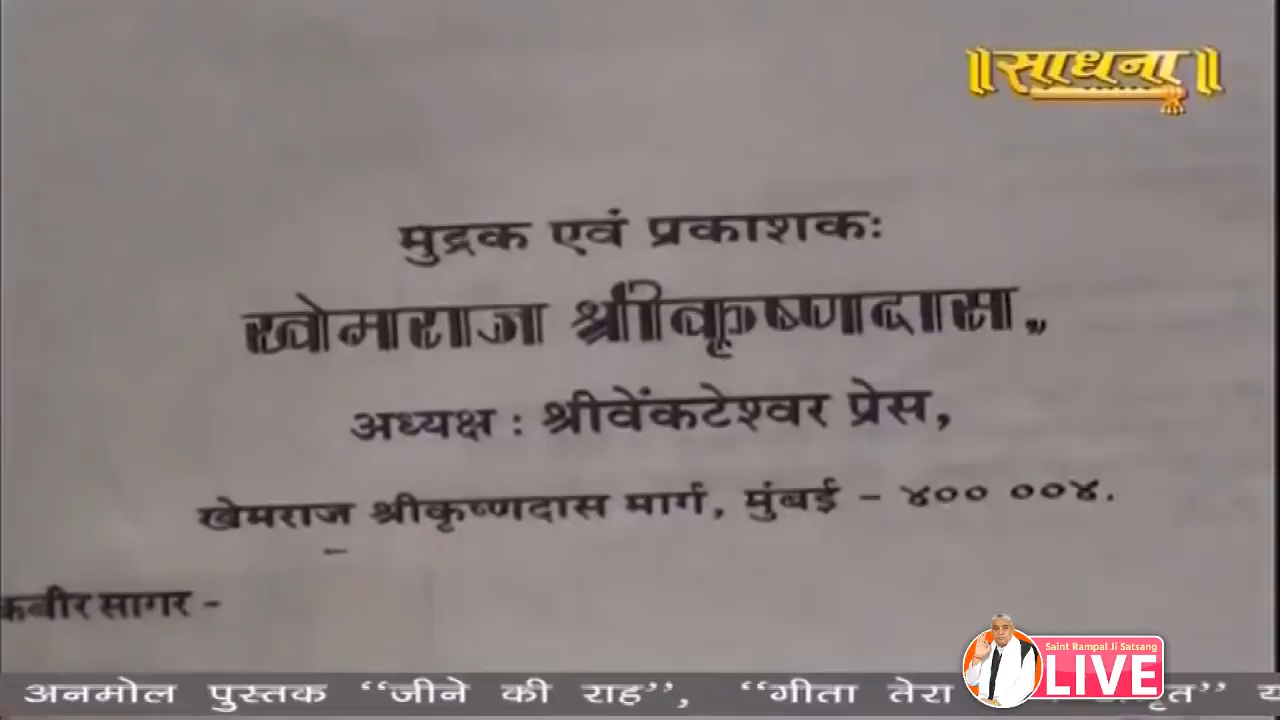 ॥साधना॥
मुद्रक एवं प्रकाशकः
खेमराज श्रीकृष्णदास,
अध्यक्ष : श्रीवेंकटेश्वर प्रेस,
खेमराज श्रीकृष्णदास मार्ग, मुंबई - ४०० ००४.
कबीर सागर -
Saint Rampal Ji Satsang
LIVE
अनमोल पुस्तक “जीने की राह”, “गीता तेरा